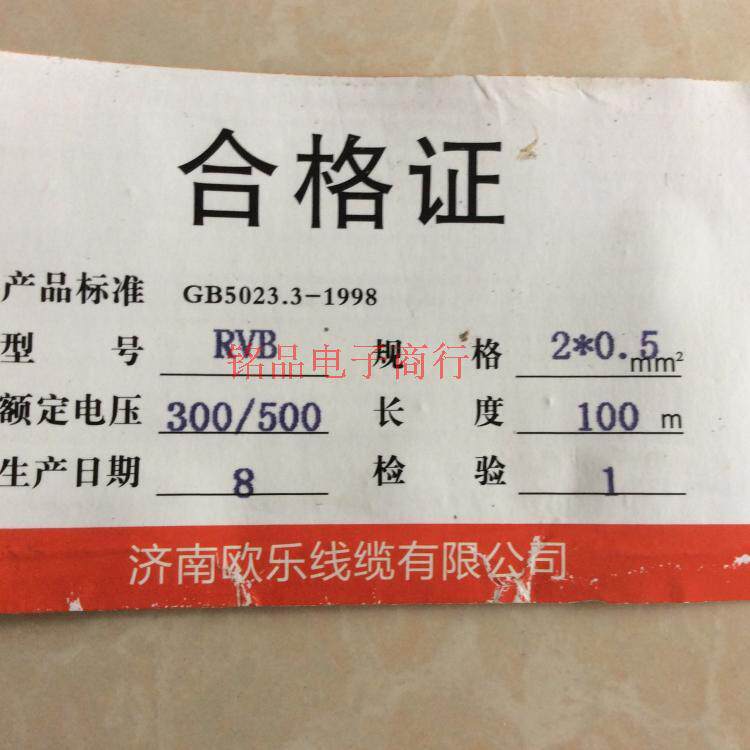 合格证
产品标准 GB5023.3-1998
型号 RVB 规格 2*0.5 mm²
铭品电子商行
额定电压 300/500 长度 100 m
生产日期 8 检验 1
济南欧乐线缆有限公司